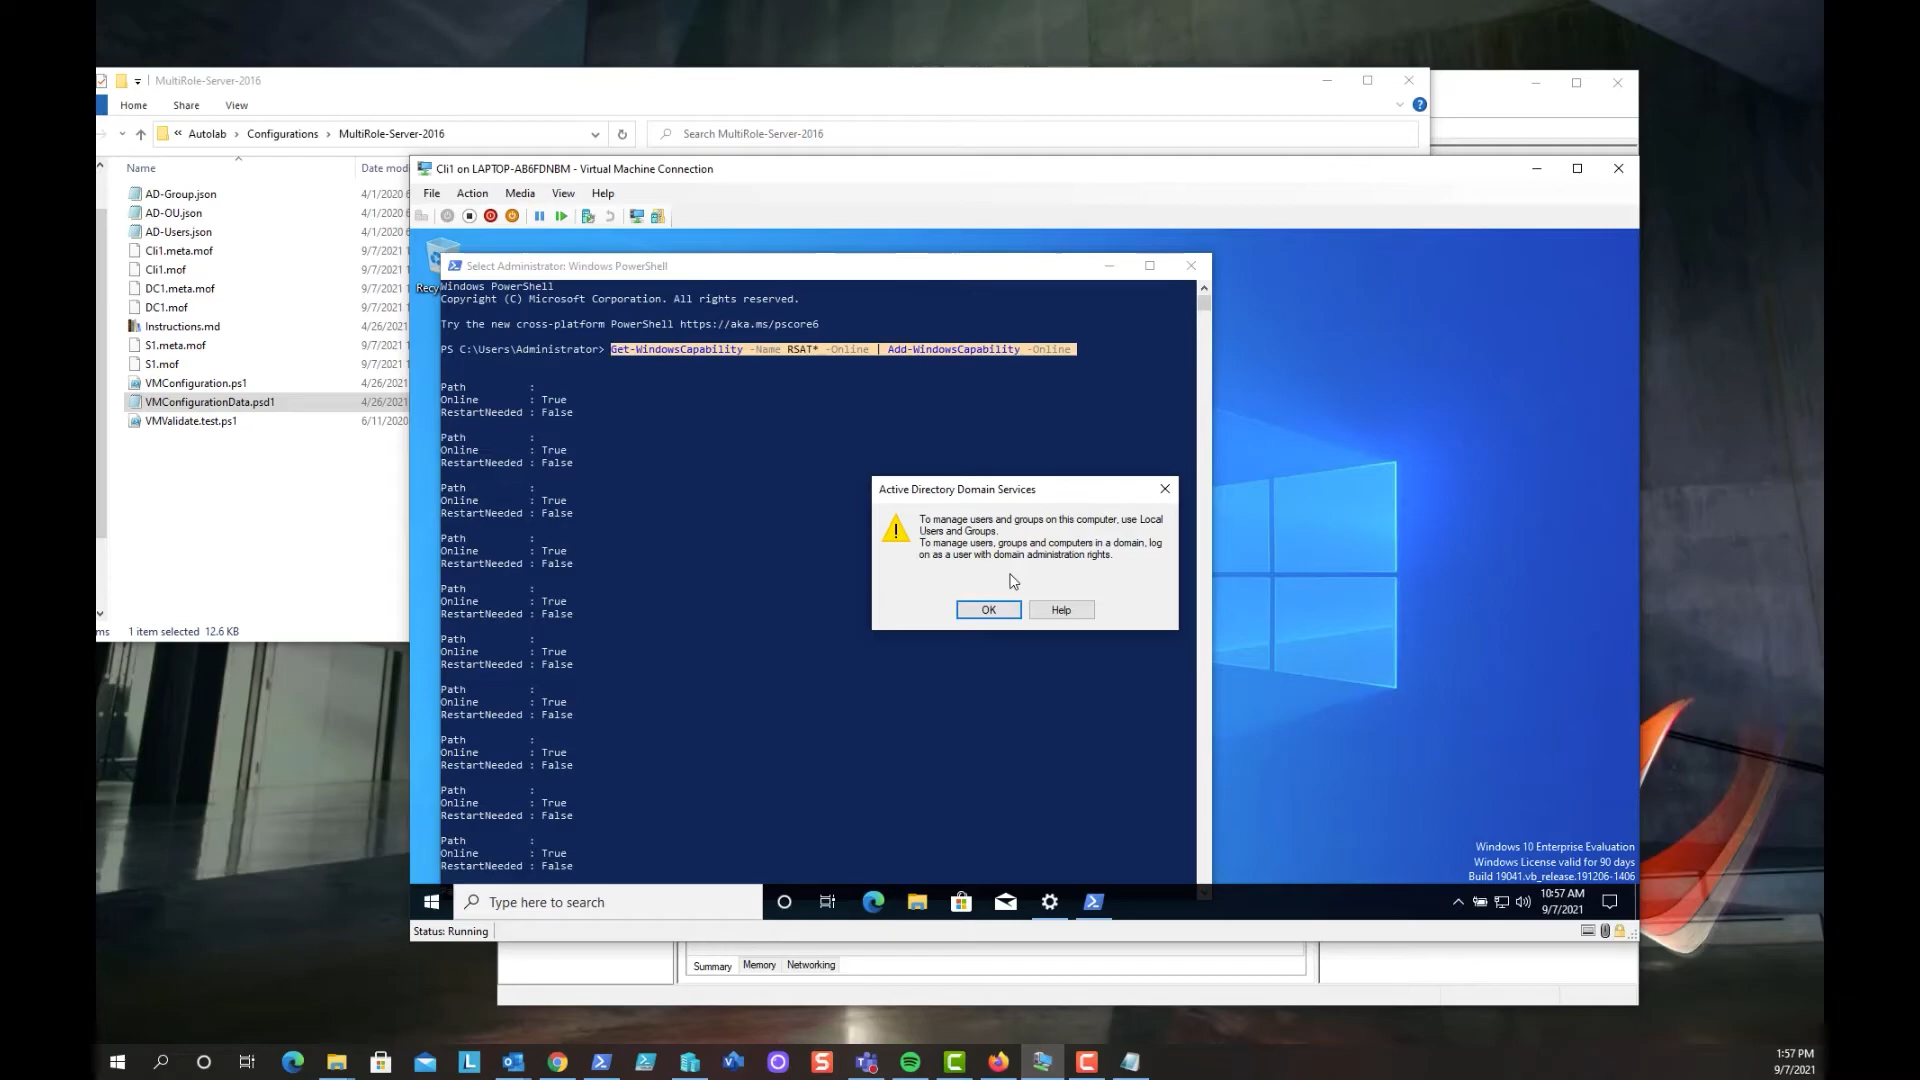 MultiRole-Server-2016
Home Share View
« Autolab › Configurations › MultiRole-Server-2016
Search MultiRole-Server-2016
Name Date mod
AD-Group.json 4/1/2020 6
AD-OU.json 4/1/2020 6
AD-Users.json 4/1/2020 6
Cli1.meta.mof 9/7/2021 1
Cli1.mof 9/7/2021 1
DC1.meta.mof 9/7/2021 1
DC1.mof 9/7/2021 1
Instructions.md 4/26/2021
S1.meta.mof 9/7/2021 1
S1.mof 9/7/2021 1
VMConfiguration.ps1 4/26/2021
VMConfigurationData.psd1 4/26/2021
VMValidate.test.ps1 6/11/2020
ms 1 item selected 12.6 KB
Cli1 on LAPTOP-AB6FDNBM - Virtual Machine Connection
File Action Media View Help
Recy
Select Administrator: Windows PowerShell
Windows PowerShell
Copyright (C) Microsoft Corporation. All rights reserved.
Try the new cross-platform PowerShell https://aka.ms/pscore6
PS C:\Users\Administrator> Get-WindowsCapability -Name RSAT* -Online | Add-WindowsCapability -Online
Path :
Online : True
RestartNeeded : False
Path :
Online : True
RestartNeeded : False
Path :
Online : True
RestartNeeded : False
Path :
Online : True
RestartNeeded : False
Path :
Online : True
RestartNeeded : False
Path :
Online : True
RestartNeeded : False
Path :
Online : True
RestartNeeded : False
Path :
Online : True
RestartNeeded : False
Path :
Online : True
RestartNeeded : False
Path :
Online : True
RestartNeeded : False
Active Directory Domain Services
To manage users and groups on this computer, use Local
Users and Groups.
To manage users, groups and computers in a domain, log
on as a user with domain administration rights.
OK Help
Windows 10 Enterprise Evaluation
Windows License valid for 90 days
Build 19041.vb_release.191206-1406
Type here to search
10:57 AM
9/7/2021
Status: Running
Summary Memory Networking
1:57 PM
9/7/2021